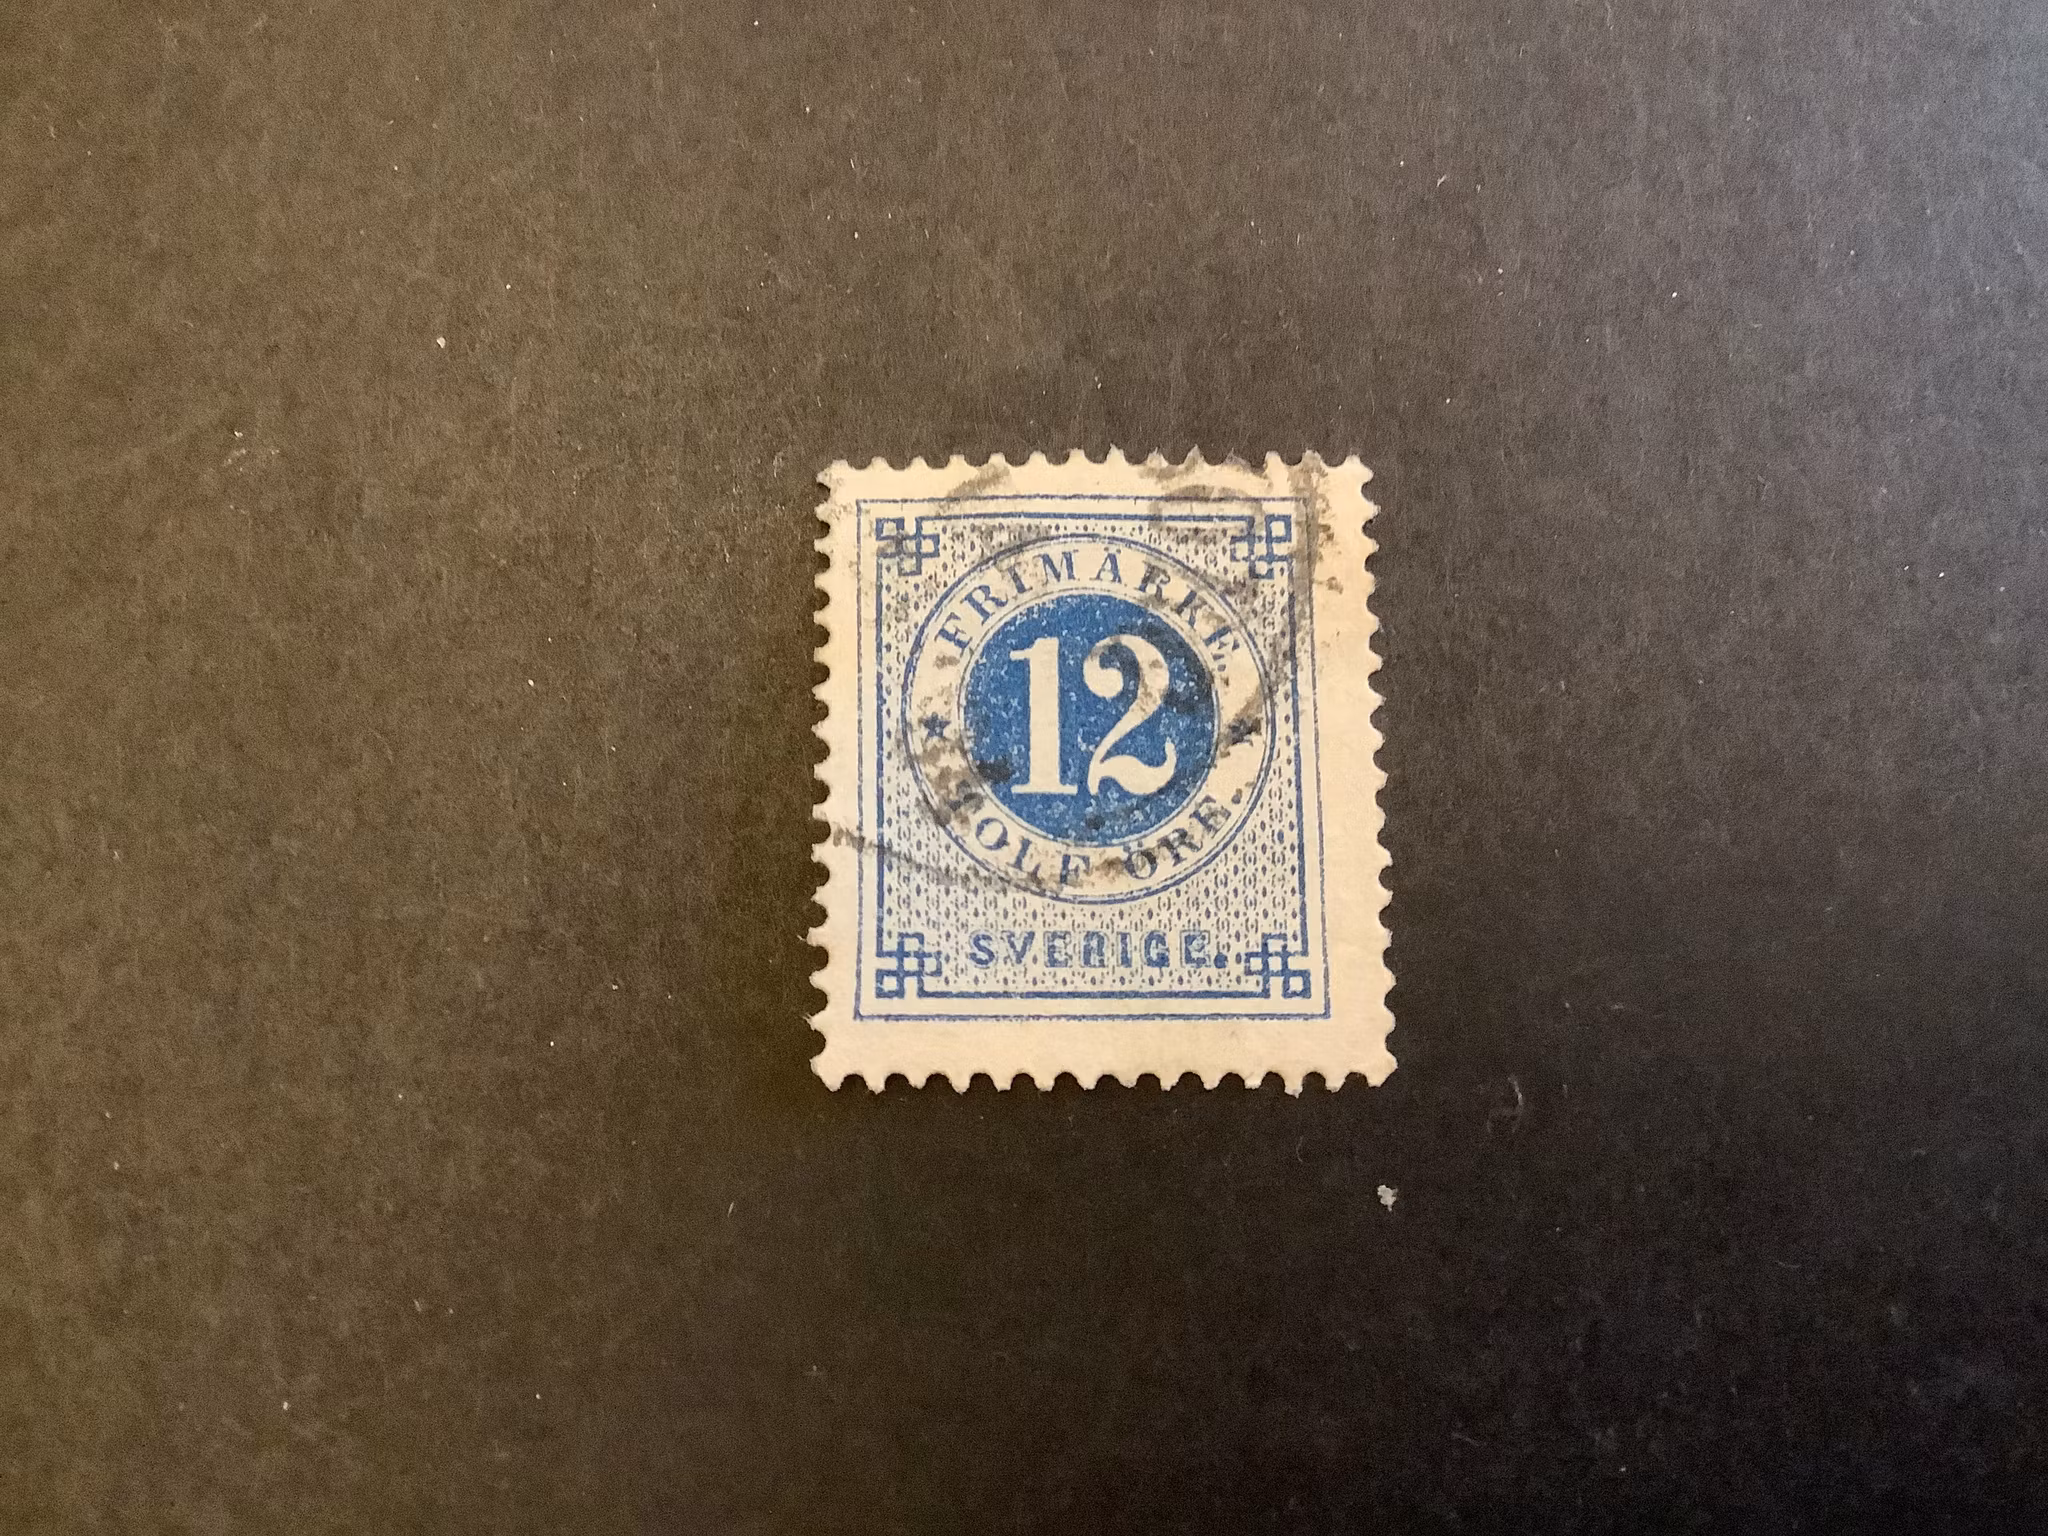 FRIMÄRKE
12
TOLF ÖRE.
SVERIGE.